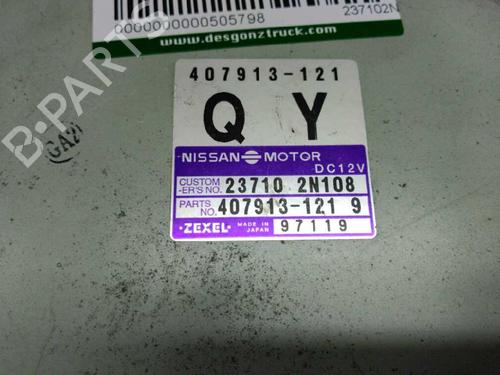 0000000000505798
237102N
www.desgonztruck.com
B-PARTS
GA21
407913-121
Q Y
NISSAN MOTOR
DC12V
CUSTOM -ER'S NO. 23710 2N108
PARTS NO. 407913-121 9
ZEXEL MADE IN JAPAN 97119